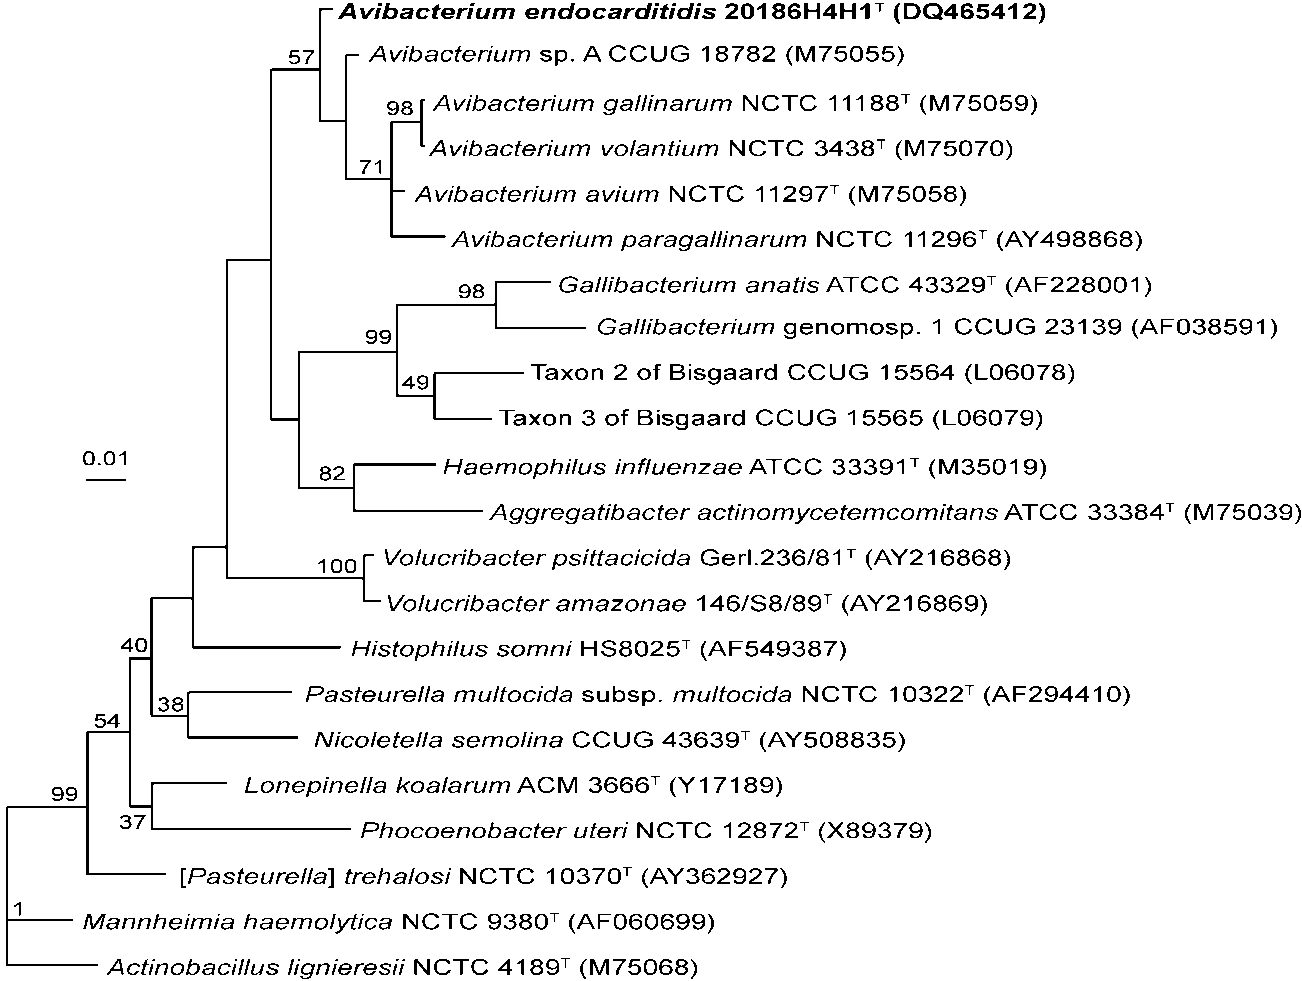 Avibacterium endocarditidis 20186H4H1ᵀ (DQ465412)
57
Avibacterium sp. A CCUG 18782 (M75055)
98
Avibacterium gallinarum NCTC 11188ᵀ (M75059)
Avibacterium volantium NCTC 3438ᵀ (M75070)
71
Avibacterium avium NCTC 11297ᵀ (M75058)
Avibacterium paragallinarum NCTC 11296ᵀ (AY498868)
98
Gallibacterium anatis ATCC 43329ᵀ (AF228001)
Gallibacterium genomosp. 1 CCUG 23139 (AF038591)
99
Taxon 2 of Bisgaard CCUG 15564 (L06078)
49
Taxon 3 of Bisgaard CCUG 15565 (L06079)
0.01
82
Haemophilus influenzae ATCC 33391ᵀ (M35019)
Aggregatibacter actinomycetemcomitans ATCC 33384ᵀ (M75039)
100
Volucribacter psittacicida Gerl.236/81ᵀ (AY216868)
Volucribacter amazonae 146/S8/89ᵀ (AY216869)
40
Histophilus somni HS8025ᵀ (AF549387)
38
Pasteurella multocida subsp. multocida NCTC 10322ᵀ (AF294410)
54
Nicoletella semolina CCUG 43639ᵀ (AY508835)
99
Lonepinella koalarum ACM 3666ᵀ (Y17189)
37
Phocoenobacter uteri NCTC 12872ᵀ (X89379)
[Pasteurella] trehalosi NCTC 10370ᵀ (AY362927)
1
Mannheimia haemolytica NCTC 9380ᵀ (AF060699)
Actinobacillus lignieresii NCTC 4189ᵀ (M75068)